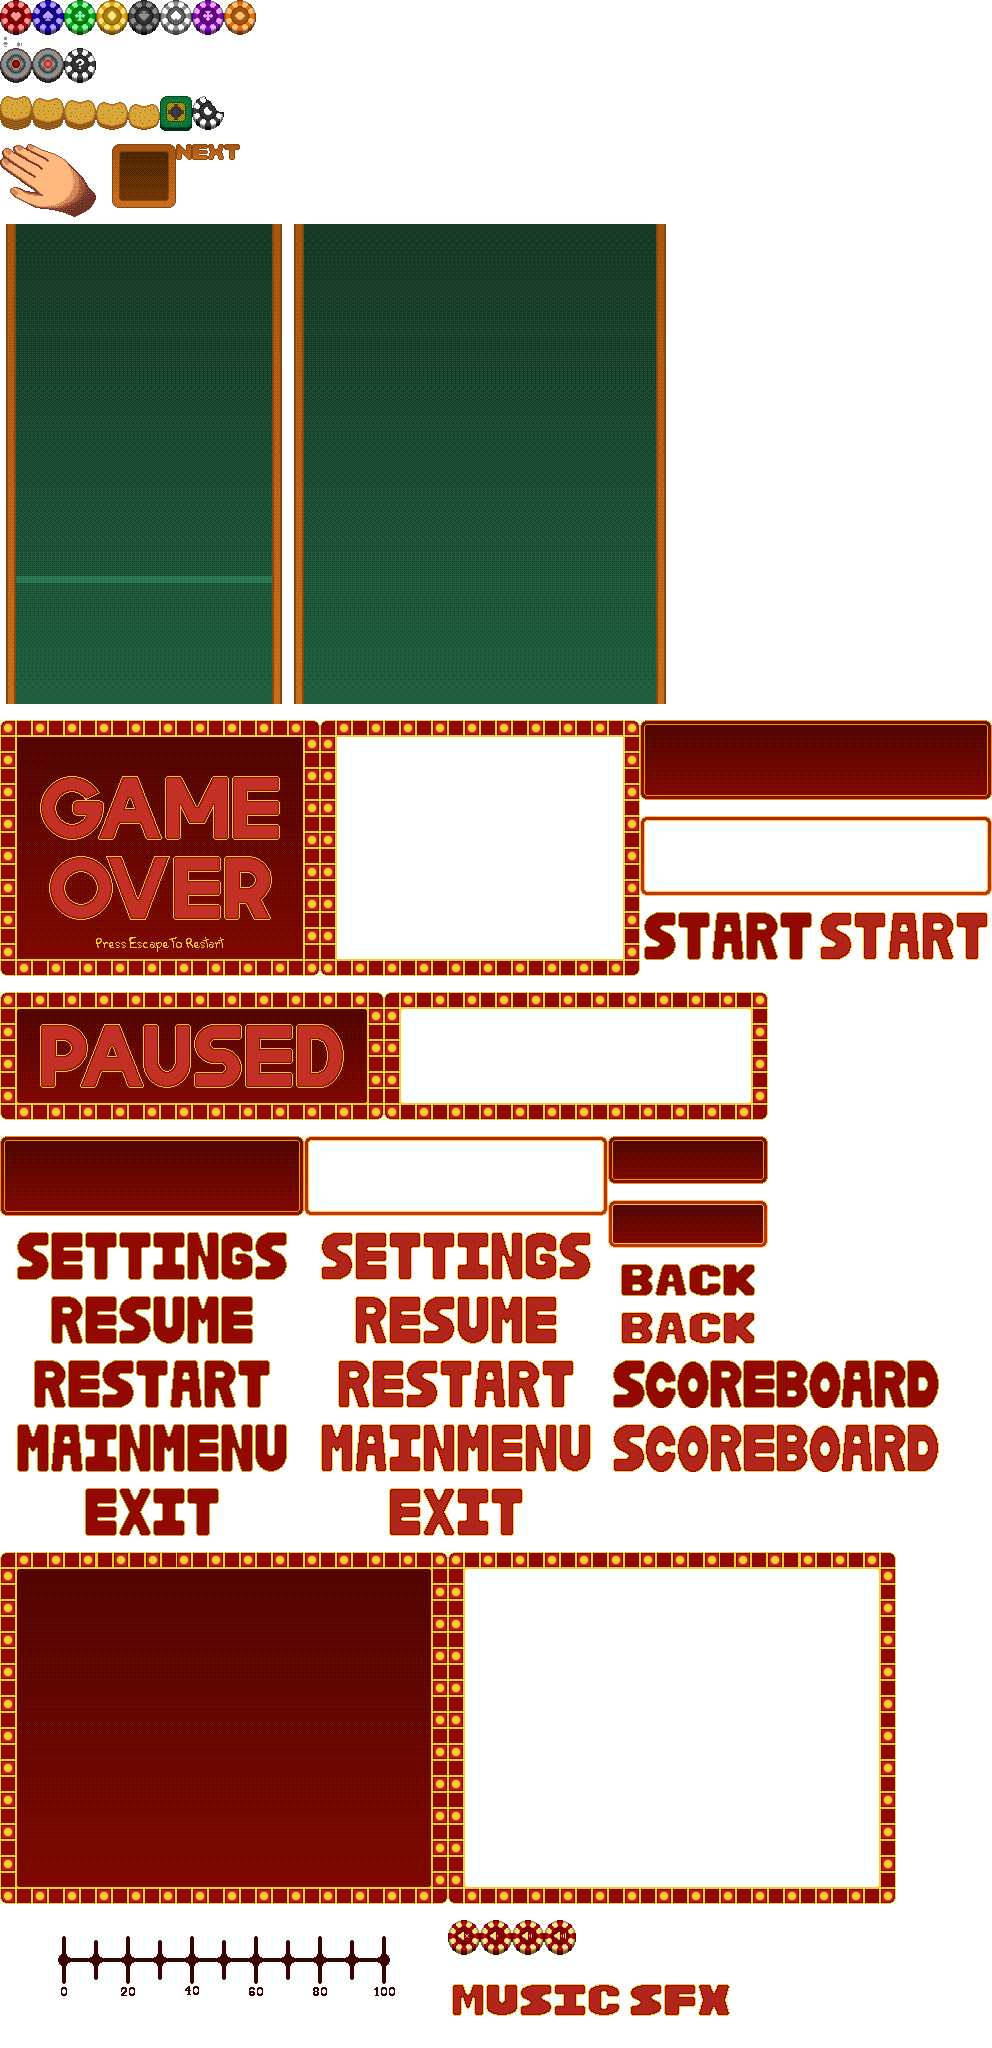 ?
NEXT
GAME
OVER
Press Escape To Restart
START START
PAUSED
SETTINGS SETTINGS
BACK
RESUME RESUME
BACK
RESTART RESTART SCOREBOARD
MAINMENU MAINMENU SCOREBOARD
EXIT EXIT
0 20 40 60 80 100
MUSIC SFX